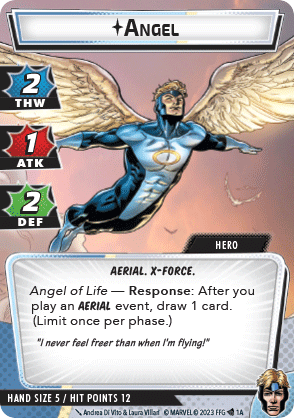 ANGEL
2
THW
1
ATK
2
DEF
HERO
AERIAL. X-FORCE.
Angel of Life — Response: After you
play an AERIAL event, draw 1 card.
(Limit once per phase.)
"I never feel freer than when I'm flying!"
HAND SIZE 5 / HIT POINTS 12
Andrea Di Vito & Laura Villari © MARVEL © 2023 FFG 1A